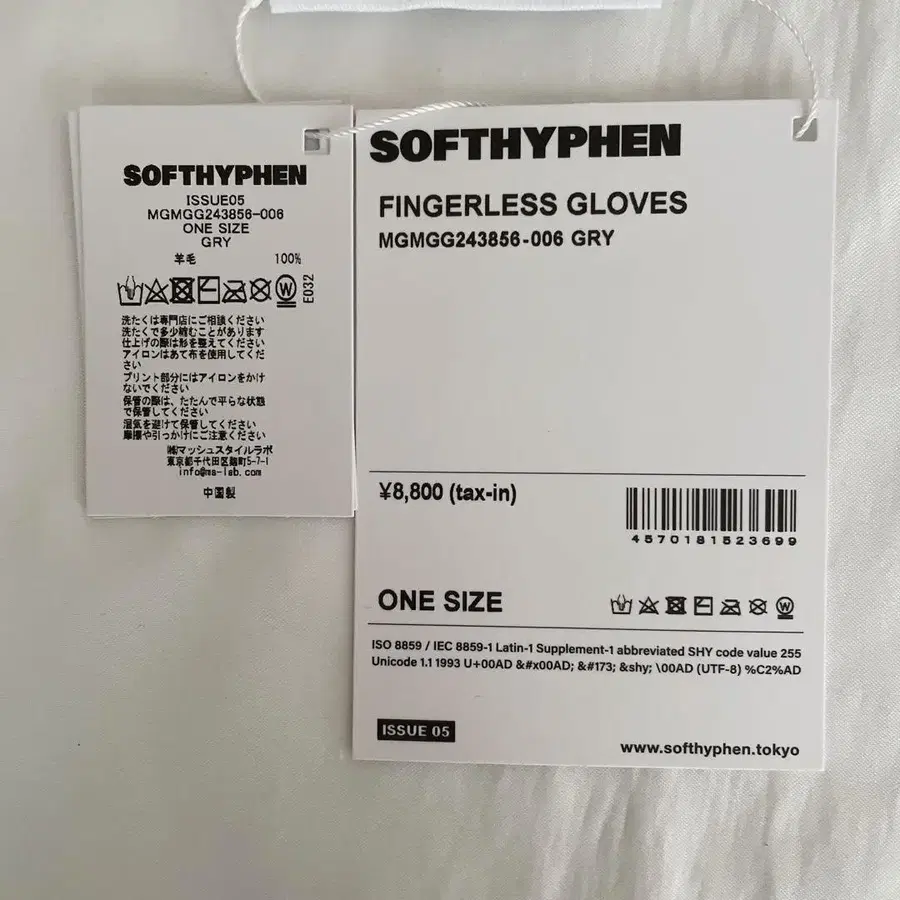 SOFTHYPHEN
ISSUE05
MGMGG243856-006
ONE SIZE
GRY
羊毛 100%
W
E032
洗たくは専門店にご相談ください
洗たくで多少縮むことがあります
仕上げの際は形を整えてください
アイロンはあて布を使用してくだ
さい
プリント部分にはアイロンをかけ
ないでください
保管の際は、たたんで平らな状態
で保管してください
湿気を避けて保管してください
摩擦や引っかけにご注意ください
㈱マッシュスタイルラボ
東京都千代田区麹町5-7-1
info@ma-lab.com
中国製
SOFTHYPHEN
FINGERLESS GLOVES
MGMGG243856-006 GRY
¥8,800 (tax-in)
4570181523699
ONE SIZE
W
ISO 8859 / IEC 8859-1 Latin-1 Supplement-1 abbreviated SHY code value 255
Unicode 1.1 1993 U+00AD &#x00AD; &#173; &shy; \00AD (UTF-8) %C2%AD
ISSUE 05
www.softhyphen.tokyo